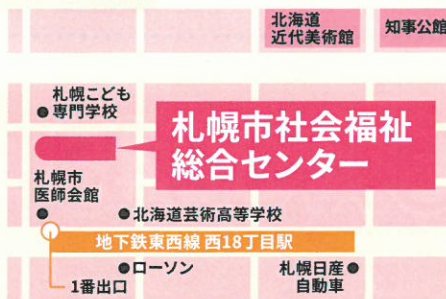 北海道
近代美術館
知事公館
札幌こども
専門学校
札幌市社会福祉
総合センター
札幌市
医師会館
北海道芸術高等学校
地下鉄東西線 西18丁目駅
ローソン
1番出口
札幌日産
自動車